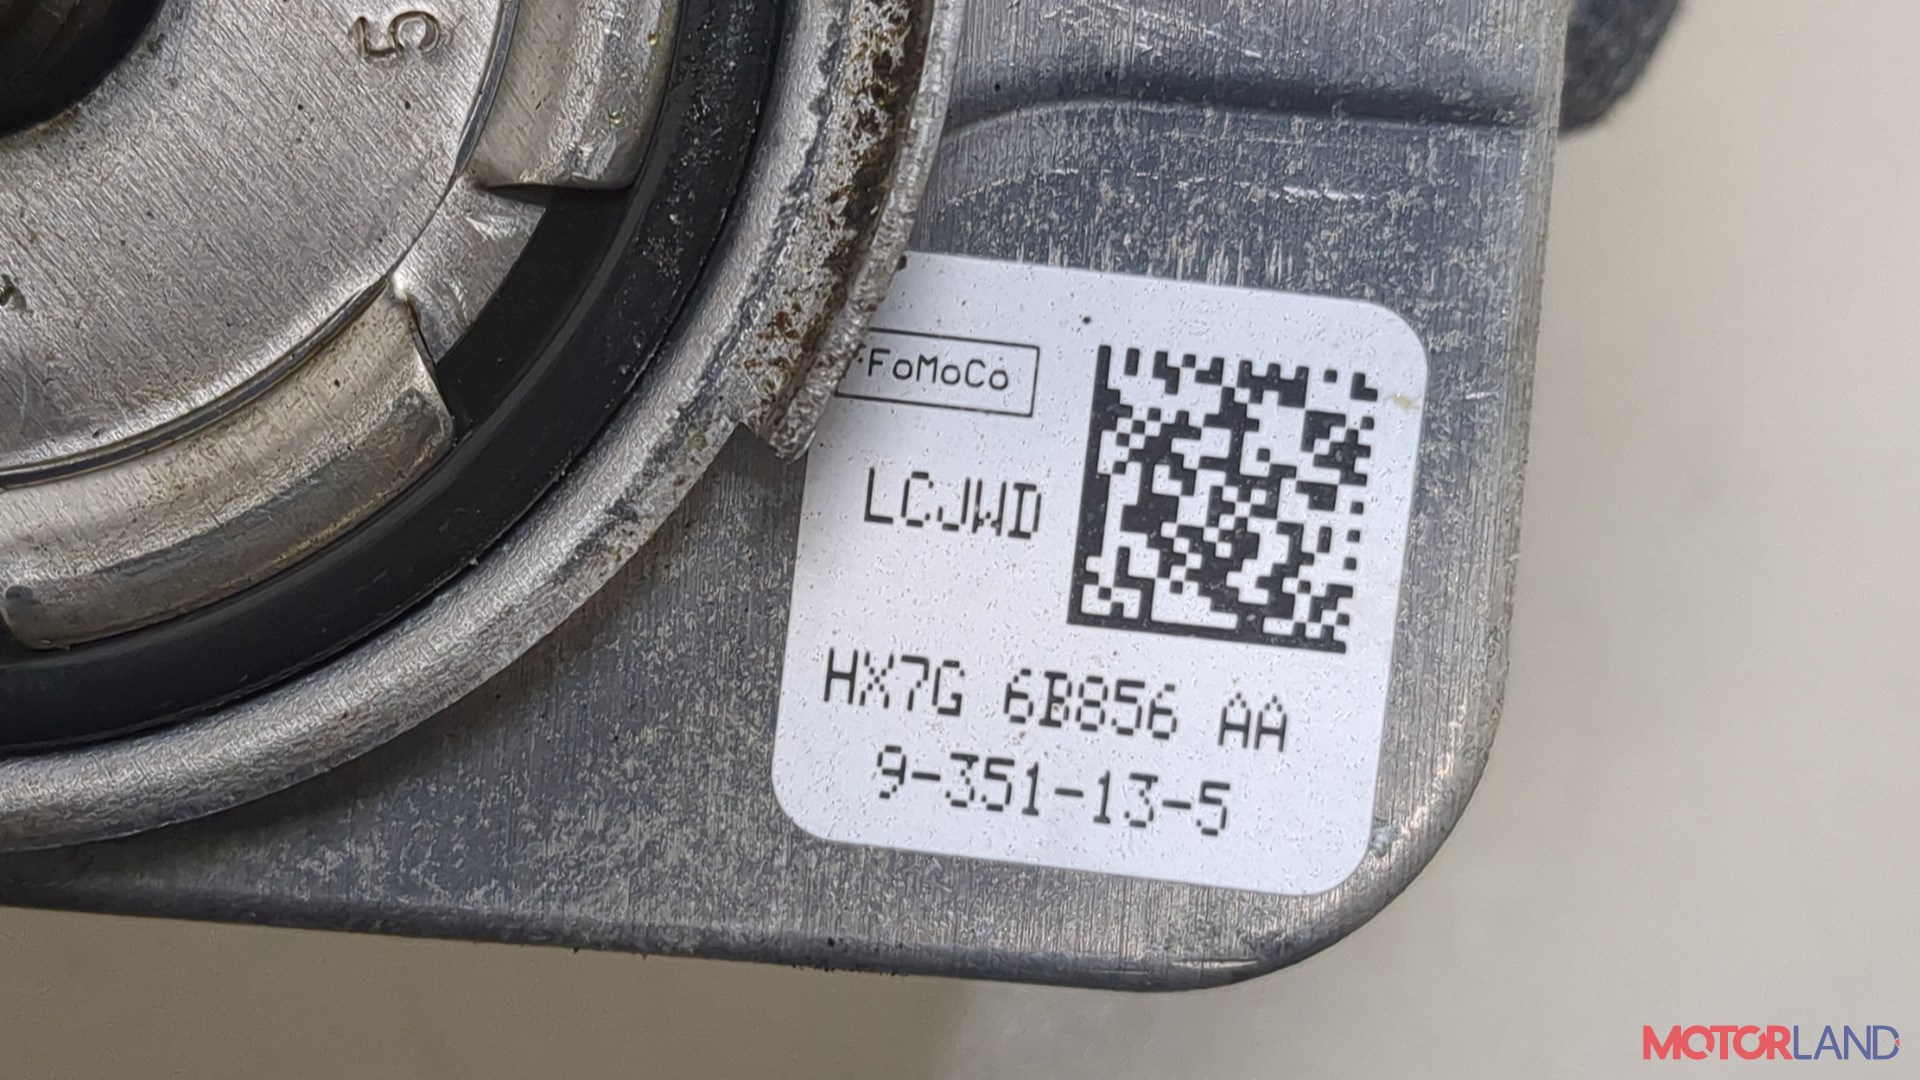 5
FoMoCo
LCJWD
HX7G 6B856 AA
9-351-13-5
MOTORLAND